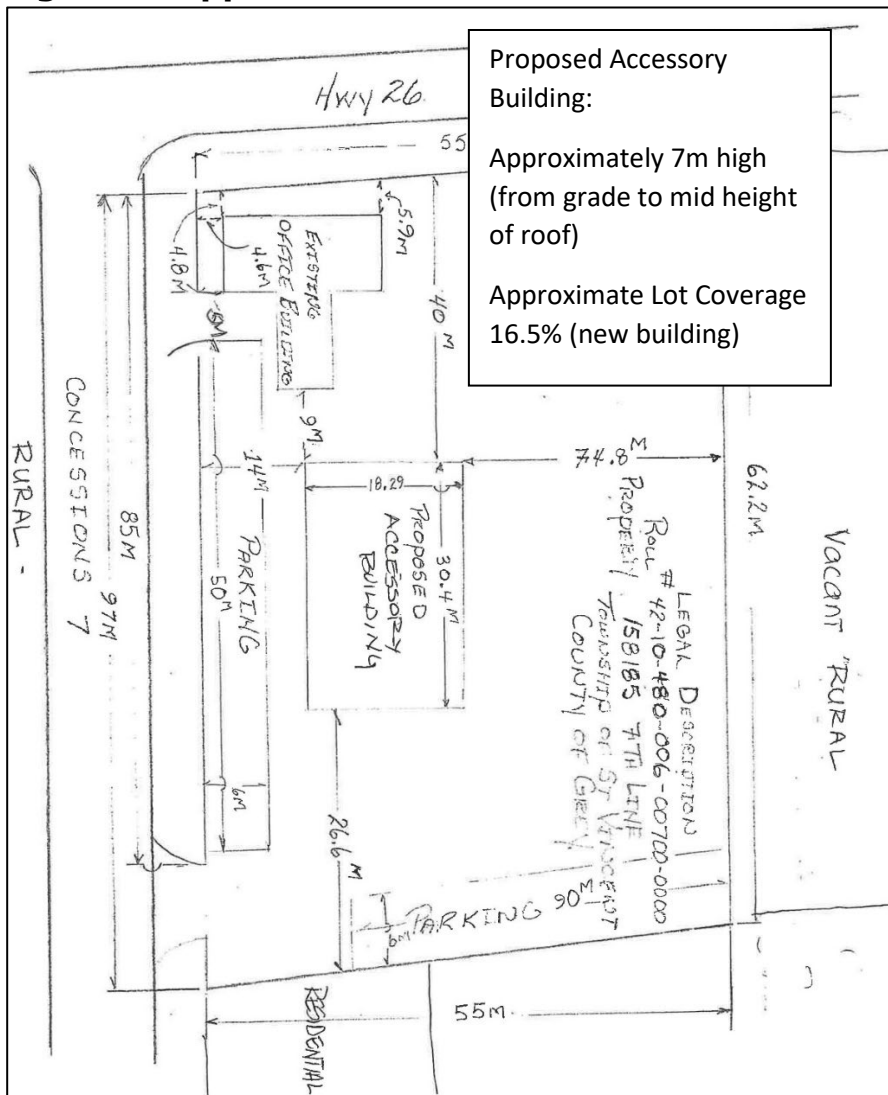 Hwy 26
Proposed Accessory
Building:
Approximately 7m high
(from grade to mid height
of roof)
Approximate Lot Coverage
16.5% (new building)
55
5.9M
4.8M
4.6M
EXISTING
OFFICE BUILDING
40 M
5M
9M
14M
74.8M
18.29
30.4M
PROPOSED
ACCESSORY
BUILDING
PARKING
50M
6M
CONCESSIONS 7
RURAL -
85M
97M
62.2M
Vacant "RURAL
LEGAL DESCRIPTION
ROLL # 42-10-480-006-00700-0000
PROPERTY 158185 7TH LINE
TOWNSHIP OF ST VINCENT
COUNTY OF GREY
26.6M
PARKING 90M
6M
RESIDENTIAL
55M